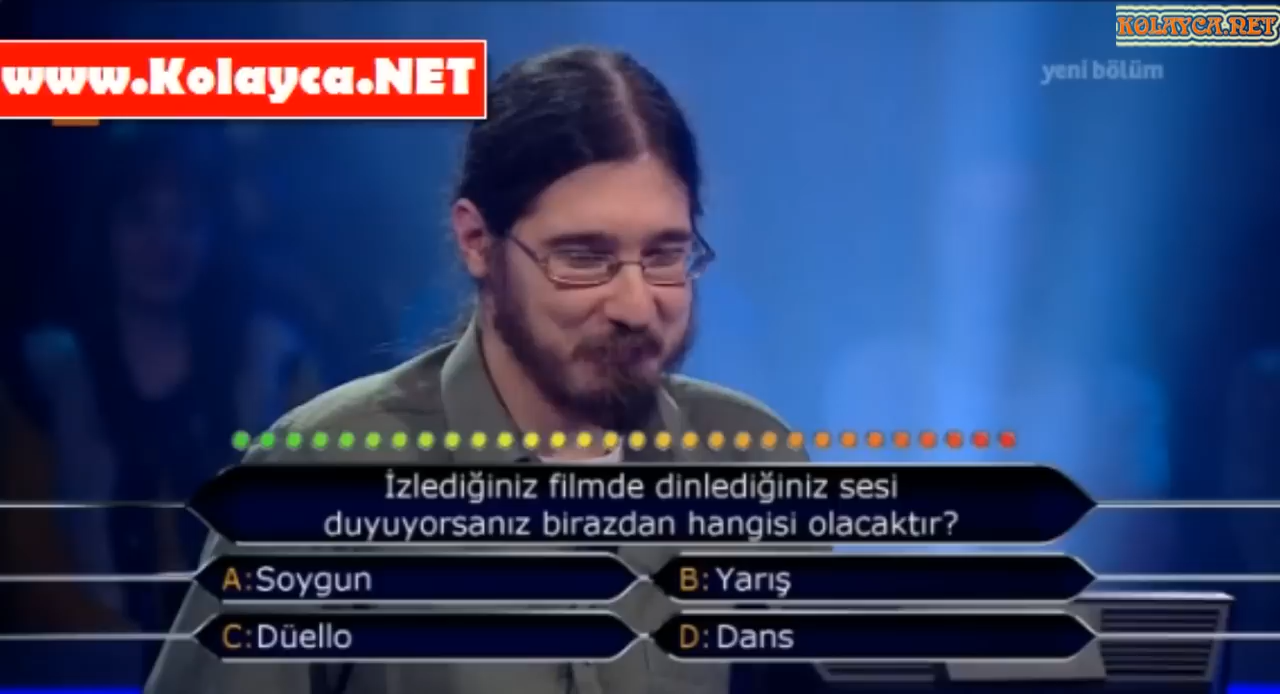 KOLAYCA.NET
www.Kolayca.NET
yeni bölüm
İzlediğiniz filmde dinlediğiniz sesi
duyuyorsanız birazdan hangisi olacaktır?
A: Soygun
B: Yarış
C: Düello
D: Dans